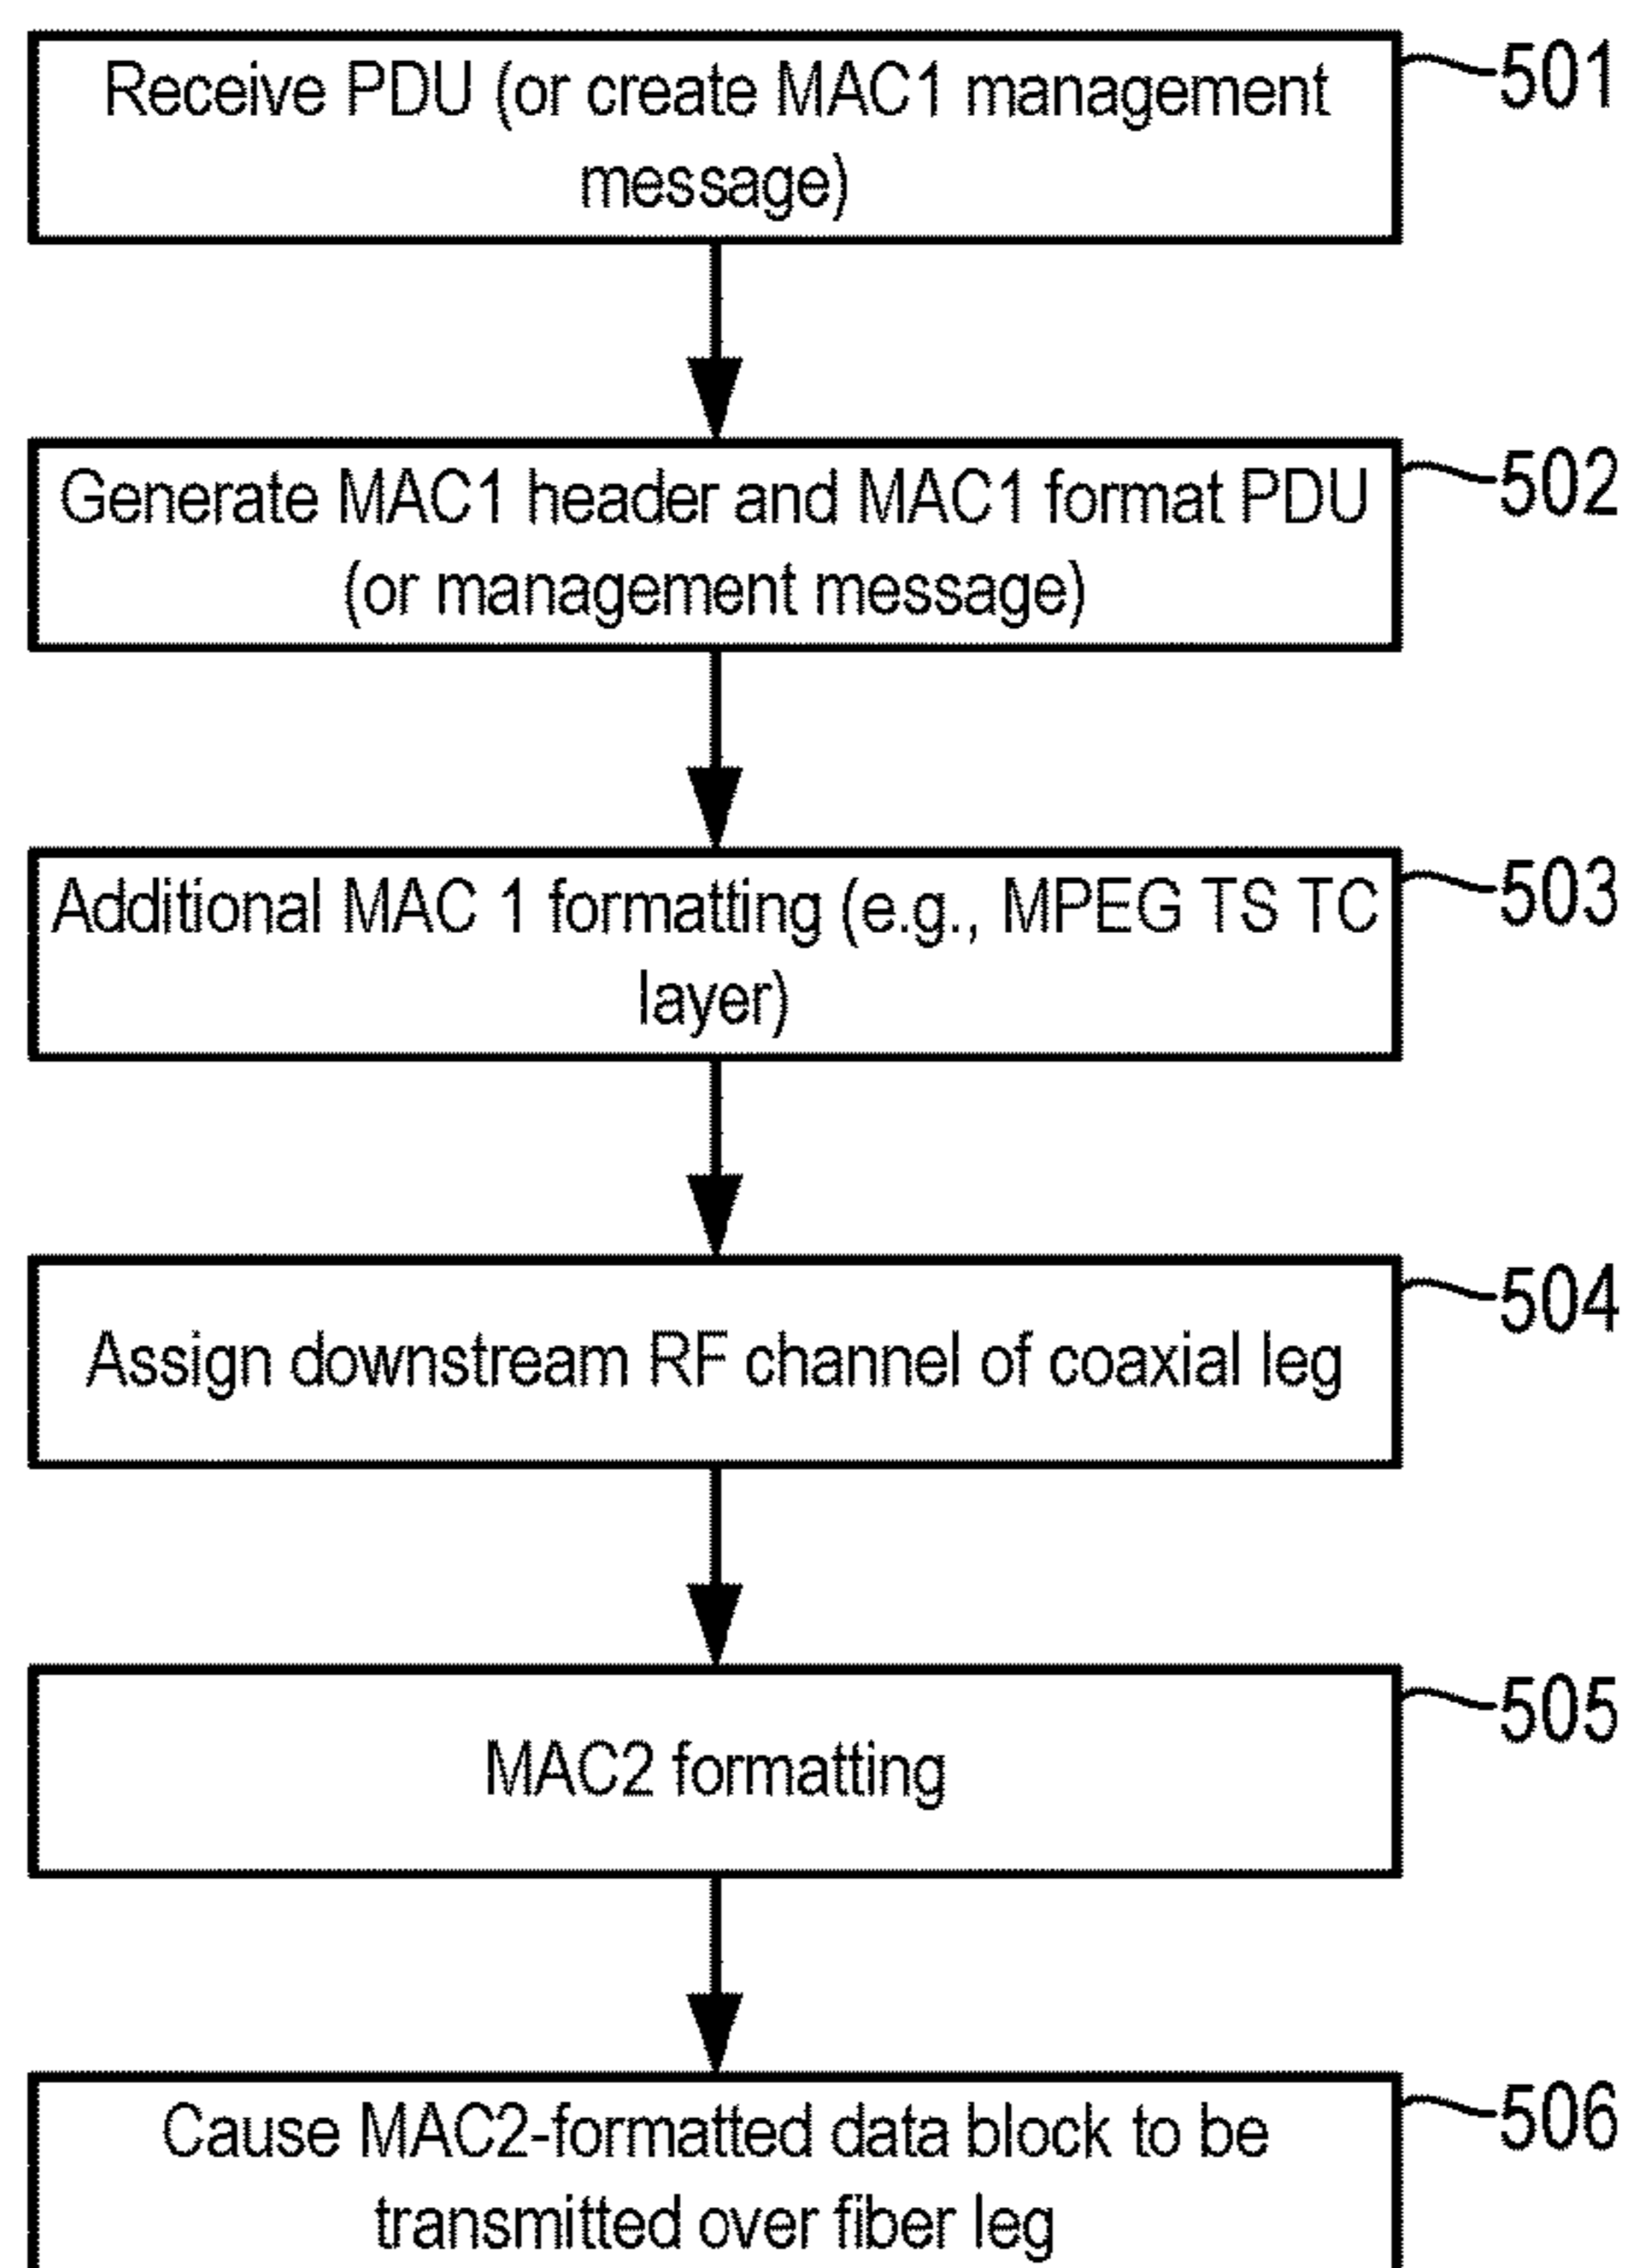 Receive PDU (or create MAC1 management
message)
501
Generate MAC1 header and MAC1 format PDU
(or management message)
502
Additional MAC 1 formatting (e.g., MPEG TS TC
layer)
503
Assign downstream RF channel of coaxial leg
504
MAC2 formatting
505
Cause MAC2-formatted data block to be
transmitted over fiber leg
506